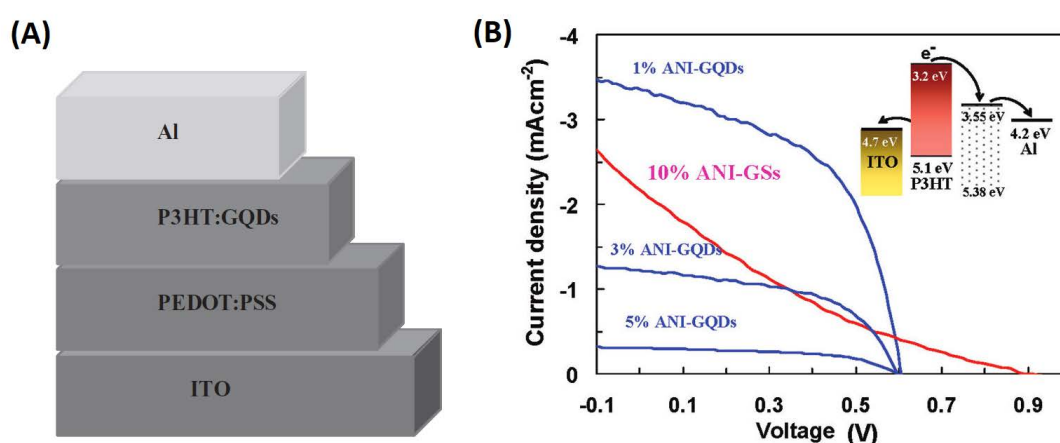 (A)
Al
P3HT:GQDs
PEDOT:PSS
ITO
(B)
Current density (mAcm-2)
-4
-3
-2
-1
0
-0.1
0.1
0.3
0.5
0.7
0.9
Voltage (V)
1% ANI-GQDs
10% ANI-GSs
3% ANI-GQDs
5% ANI-GQDs
e-
3.2 eV
3.55 eV
4.7 eV
ITO
4.2 eV
Al
5.1 eV
P3HT
5.38 eV